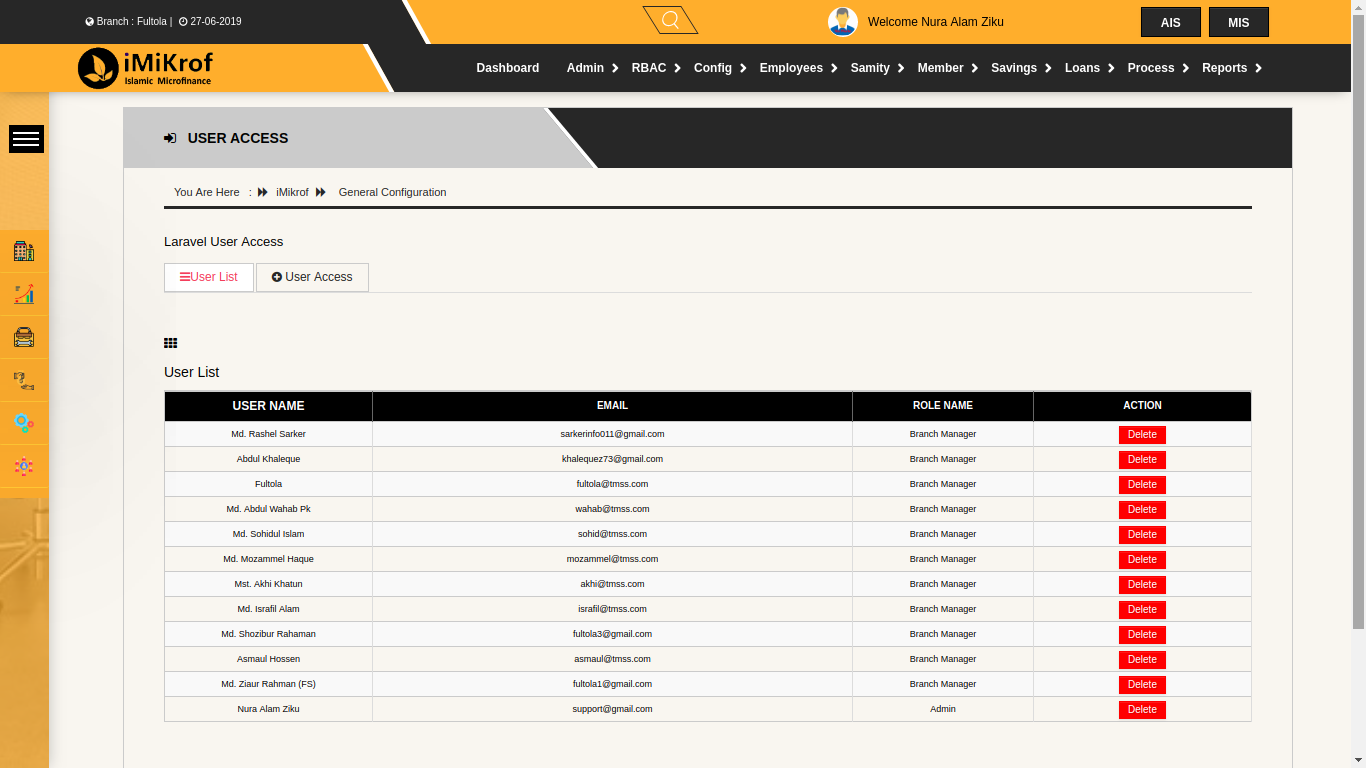 Branch : Fultola | 27-06-2019
Welcome Nura Alam Ziku
AIS MIS
iMiKrof
Islamic Microfinance
Dashboard Admin RBAC Config Employees Samity Member Savings Loans Process Reports
USER ACCESS
You Are Here : iMikrof General Configuration
Laravel User Access
User List User Access
User List
USER NAME EMAIL ROLE NAME ACTION
Md. Rashel Sarker sarkerinfo011@gmail.com Branch Manager Delete
Abdul Khaleque khalequez73@gmail.com Branch Manager Delete
Fultola fultola@tmss.com Branch Manager Delete
Md. Abdul Wahab Pk wahab@tmss.com Branch Manager Delete
Md. Sohidul Islam sohid@tmss.com Branch Manager Delete
Md. Mozammel Haque mozammel@tmss.com Branch Manager Delete
Mst. Akhi Khatun akhi@tmss.com Branch Manager Delete
Md. Israfil Alam israfil@tmss.com Branch Manager Delete
Md. Shozibur Rahaman fultola3@gmail.com Branch Manager Delete
Asmaul Hossen asmaul@tmss.com Branch Manager Delete
Md. Ziaur Rahman (FS) fultola1@gmail.com Branch Manager Delete
Nura Alam Ziku support@gmail.com Admin Delete